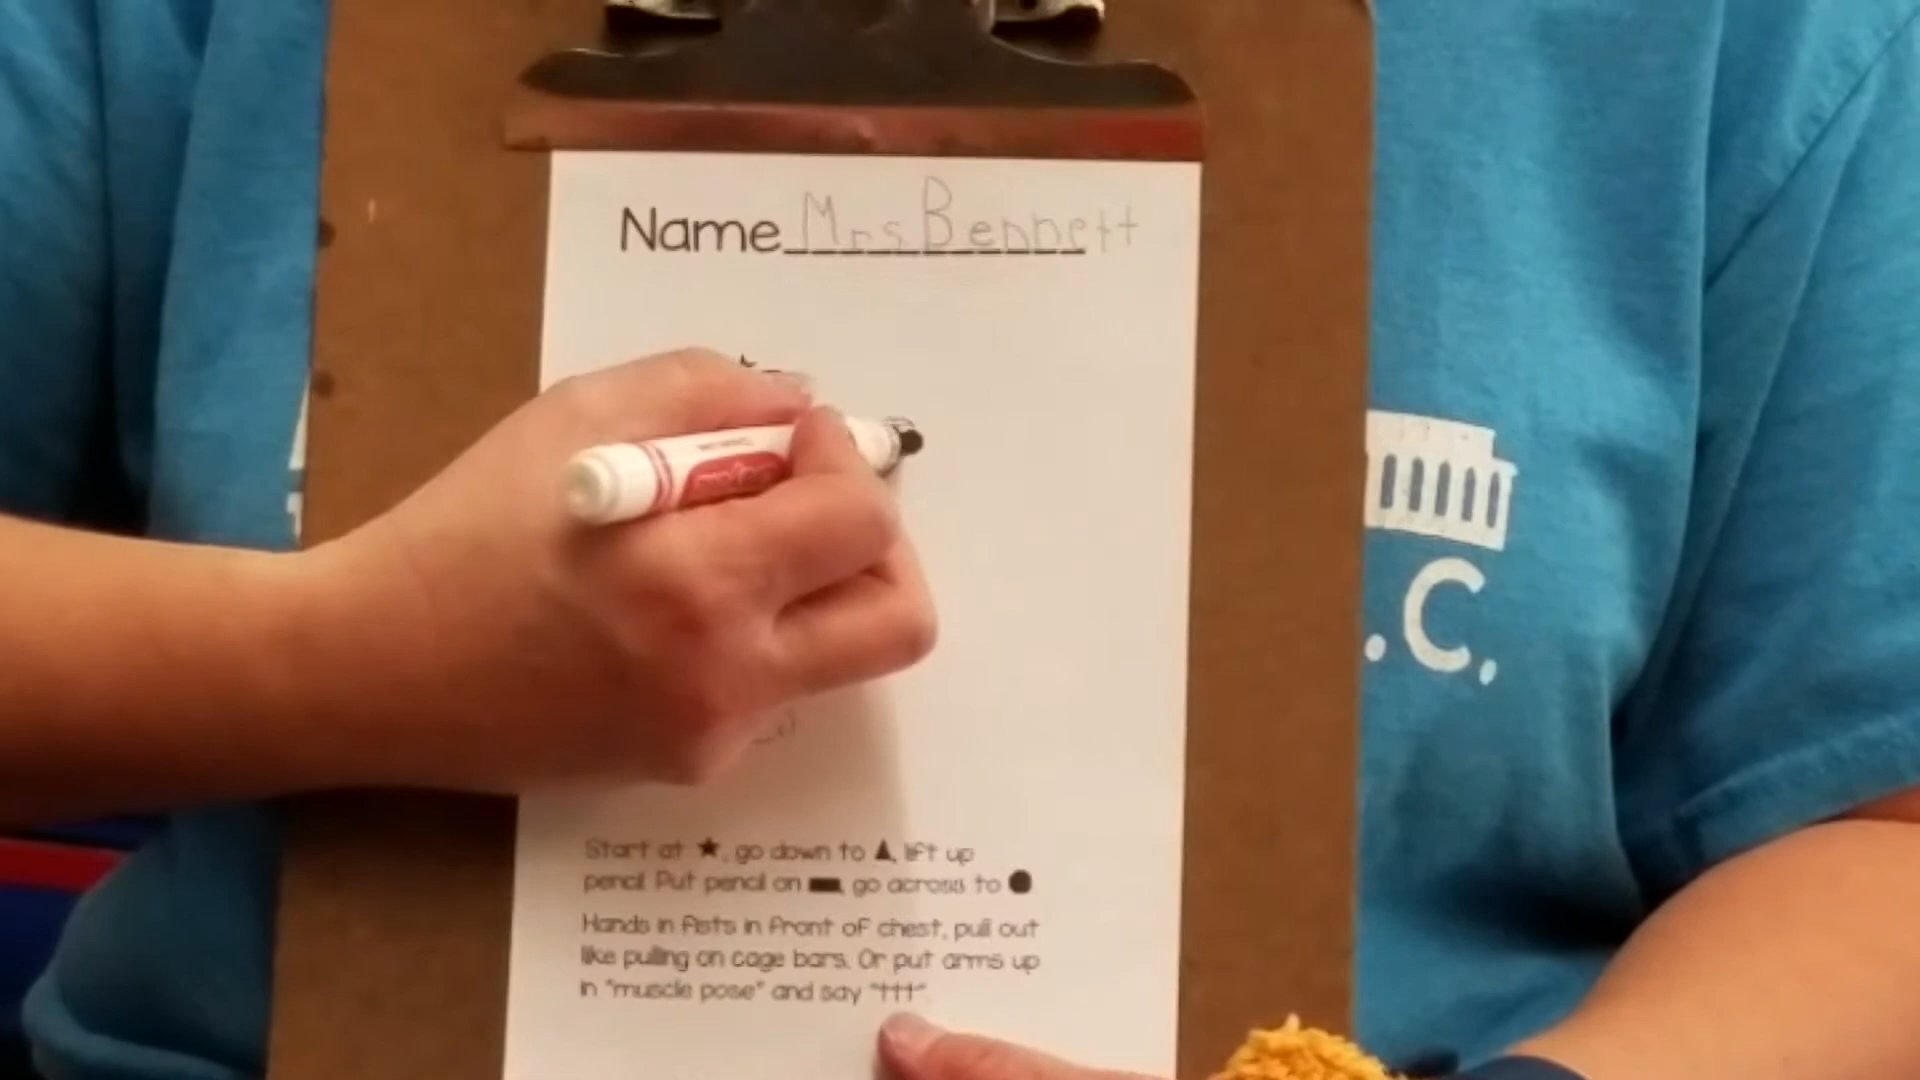 Name Mrs Bennett
Start at ★, go down to ▲, lift up
pencil. Put pencil on ▬, go across to ●
Hands in fists in front of chest, pull out
like pulling on cage bars. Or put arms up
in "muscle pose" and say "ttt".
.C.